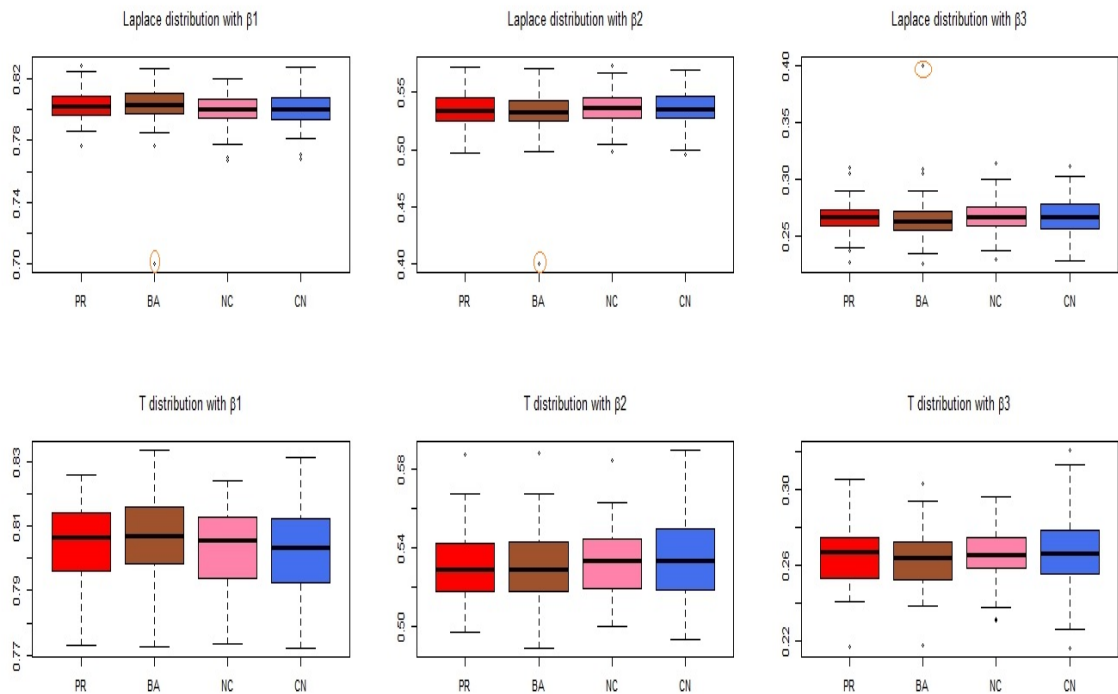 Laplace distribution with β1
0.82
0.78
0.74
0.70
PR BA NC CN
Laplace distribution with β2
0.55
0.50
0.45
0.40
PR BA NC CN
Laplace distribution with β3
0.40
0.35
0.30
0.25
PR BA NC CN
T distribution with β1
0.83
0.81
0.79
0.77
PR BA NC CN
T distribution with β2
0.58
0.54
0.50
PR BA NC CN
T distribution with β3
0.30
0.26
0.22
PR BA NC CN